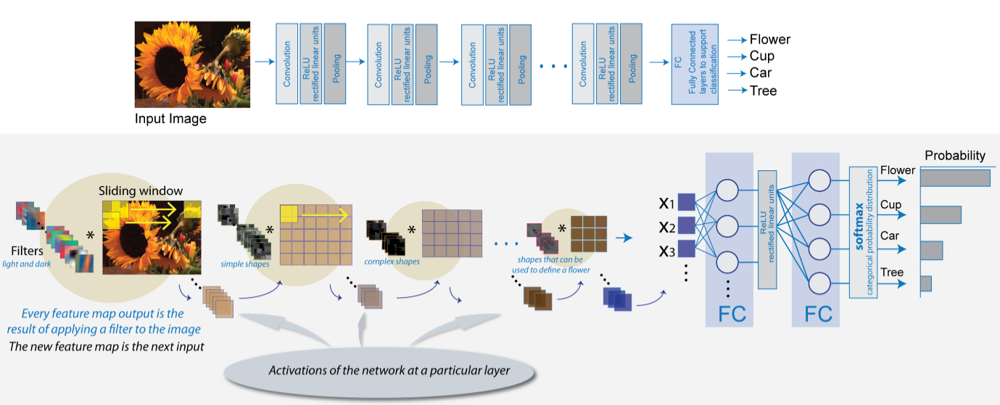 Input Image
Convolution
ReLU
rectified linear units
Pooling
Convolution
ReLU
rectified linear units
Pooling
Convolution
ReLU
rectified linear units
Pooling
Convolution
ReLU
rectified linear units
Pooling
FC
Fully Connected
layers to support
classification
Flower
Cup
Car
Tree
Sliding window
*
Filters
light and dark
*
simple shapes
*
complex shapes
*
shapes that can be
used to define a flower
Every feature map output is the
result of applying a filter to the image
The new feature map is the next input
Activations of the network at a particular layer
X1
X2
X3
FC
ReLU
rectified linear units
FC
softmax
categorical probability distribution
Probability
Flower
Cup
Car
Tree